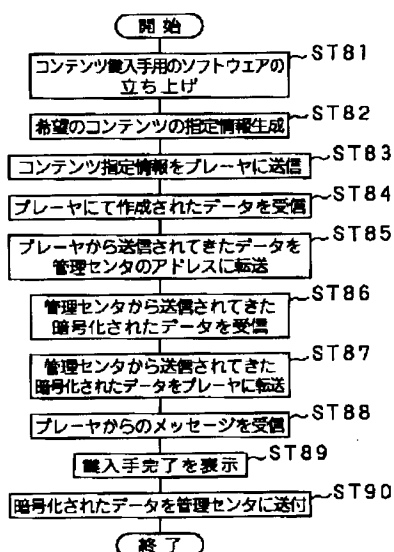 開始
ST81
コンテンツ鍵入手用のソフトウェアの
立ち上げ
ST82
希望のコンテンツの指定情報生成
ST83
コンテンツ指定情報をプレーヤに送信
ST84
プレーヤにて作成されたデータを受信
ST85
プレーヤから送信されてきたデータを
管理センタのアドレスに転送
ST86
管理センタから送信されてきた
暗号化されたデータを受信
ST87
管理センタから送信されてきた
暗号化されたデータをプレーヤに転送
ST88
プレーヤからのメッセージを受信
ST89
鍵入手完了を表示
ST90
暗号化されたデータを管理センタに送付
終了